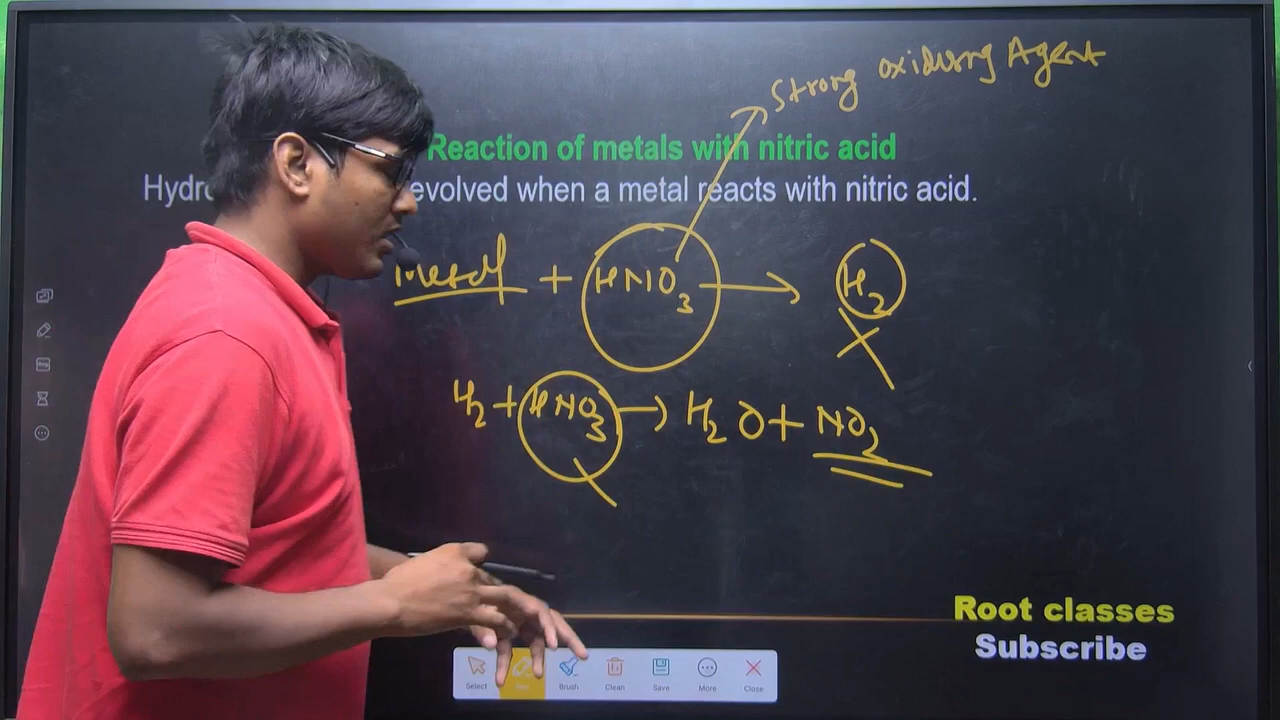 Strong oxidising Agent
Reaction of metals with nitric acid
Hydro evolved when a metal reacts with nitric acid.
Metal + HNO3 → H2
H2 + HNO3 → H2O + NO2
Root classes
Subscribe
Select
Pen
Brush
Clean
Save
More
Close